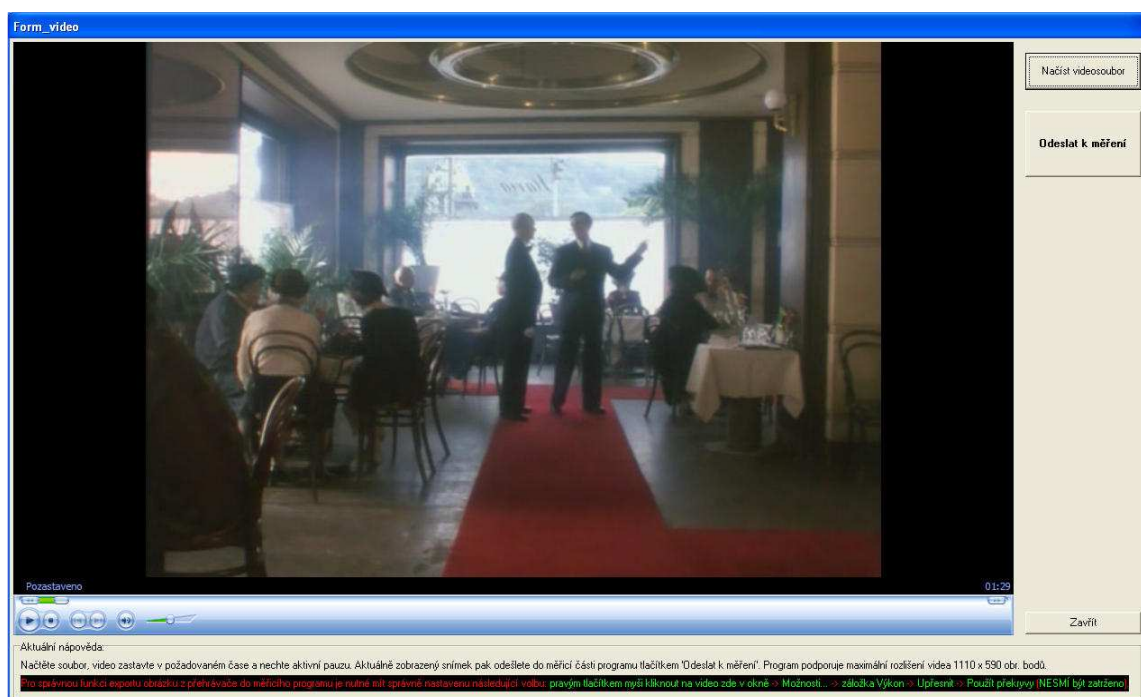 Form_video
Načíst videosoubor
Odeslat k měření
Pozastaveno
01:29
Zavřít
Aktuální nápověda:
Načtěte soubor, video zastavte v požadovaném čase a nechte aktivní pauzu. Aktuálně zobrazený snímek pak odešlete do měřicí části programu tlačítkem 'Odeslat k měření'. Program podporuje maximální rozlišení videa 1110 x 590 obr. bodů.
Pro správnou funkci exportu obrázku z přehrávače do měřicího programu je nutné mít správně nastavenu následující volbu: pravým tlačítkem myši kliknout na video zde v okně -> Možnosti... -> záložka Výkon -> Upřesnit -> Použít překryvy (NESMÍ být zatrženo)